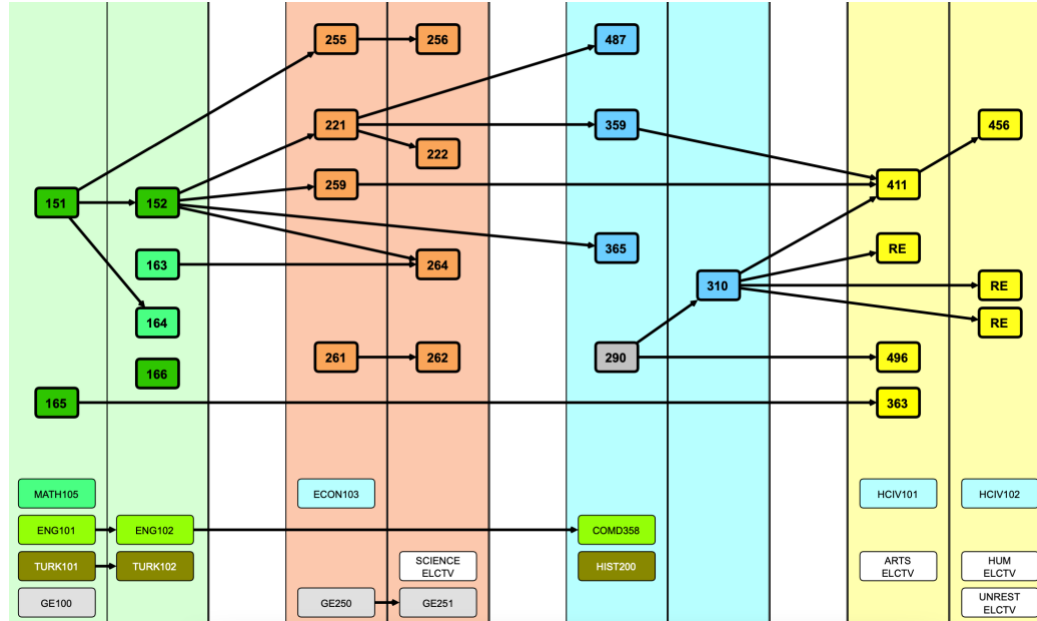 255
256
487
221
359
456
222
259
411
151
152
365
RE
163
264
310
RE
164
RE
261
262
290
496
166
165
363
MATH105
ECON103
HCIV101
HCIV102
ENG101
ENG102
COMD358
TURK101
TURK102
SCIENCE
ELCTV
HIST200
ARTS
ELCTV
HUM
ELCTV
GE100
GE250
GE251
UNREST
ELCTV